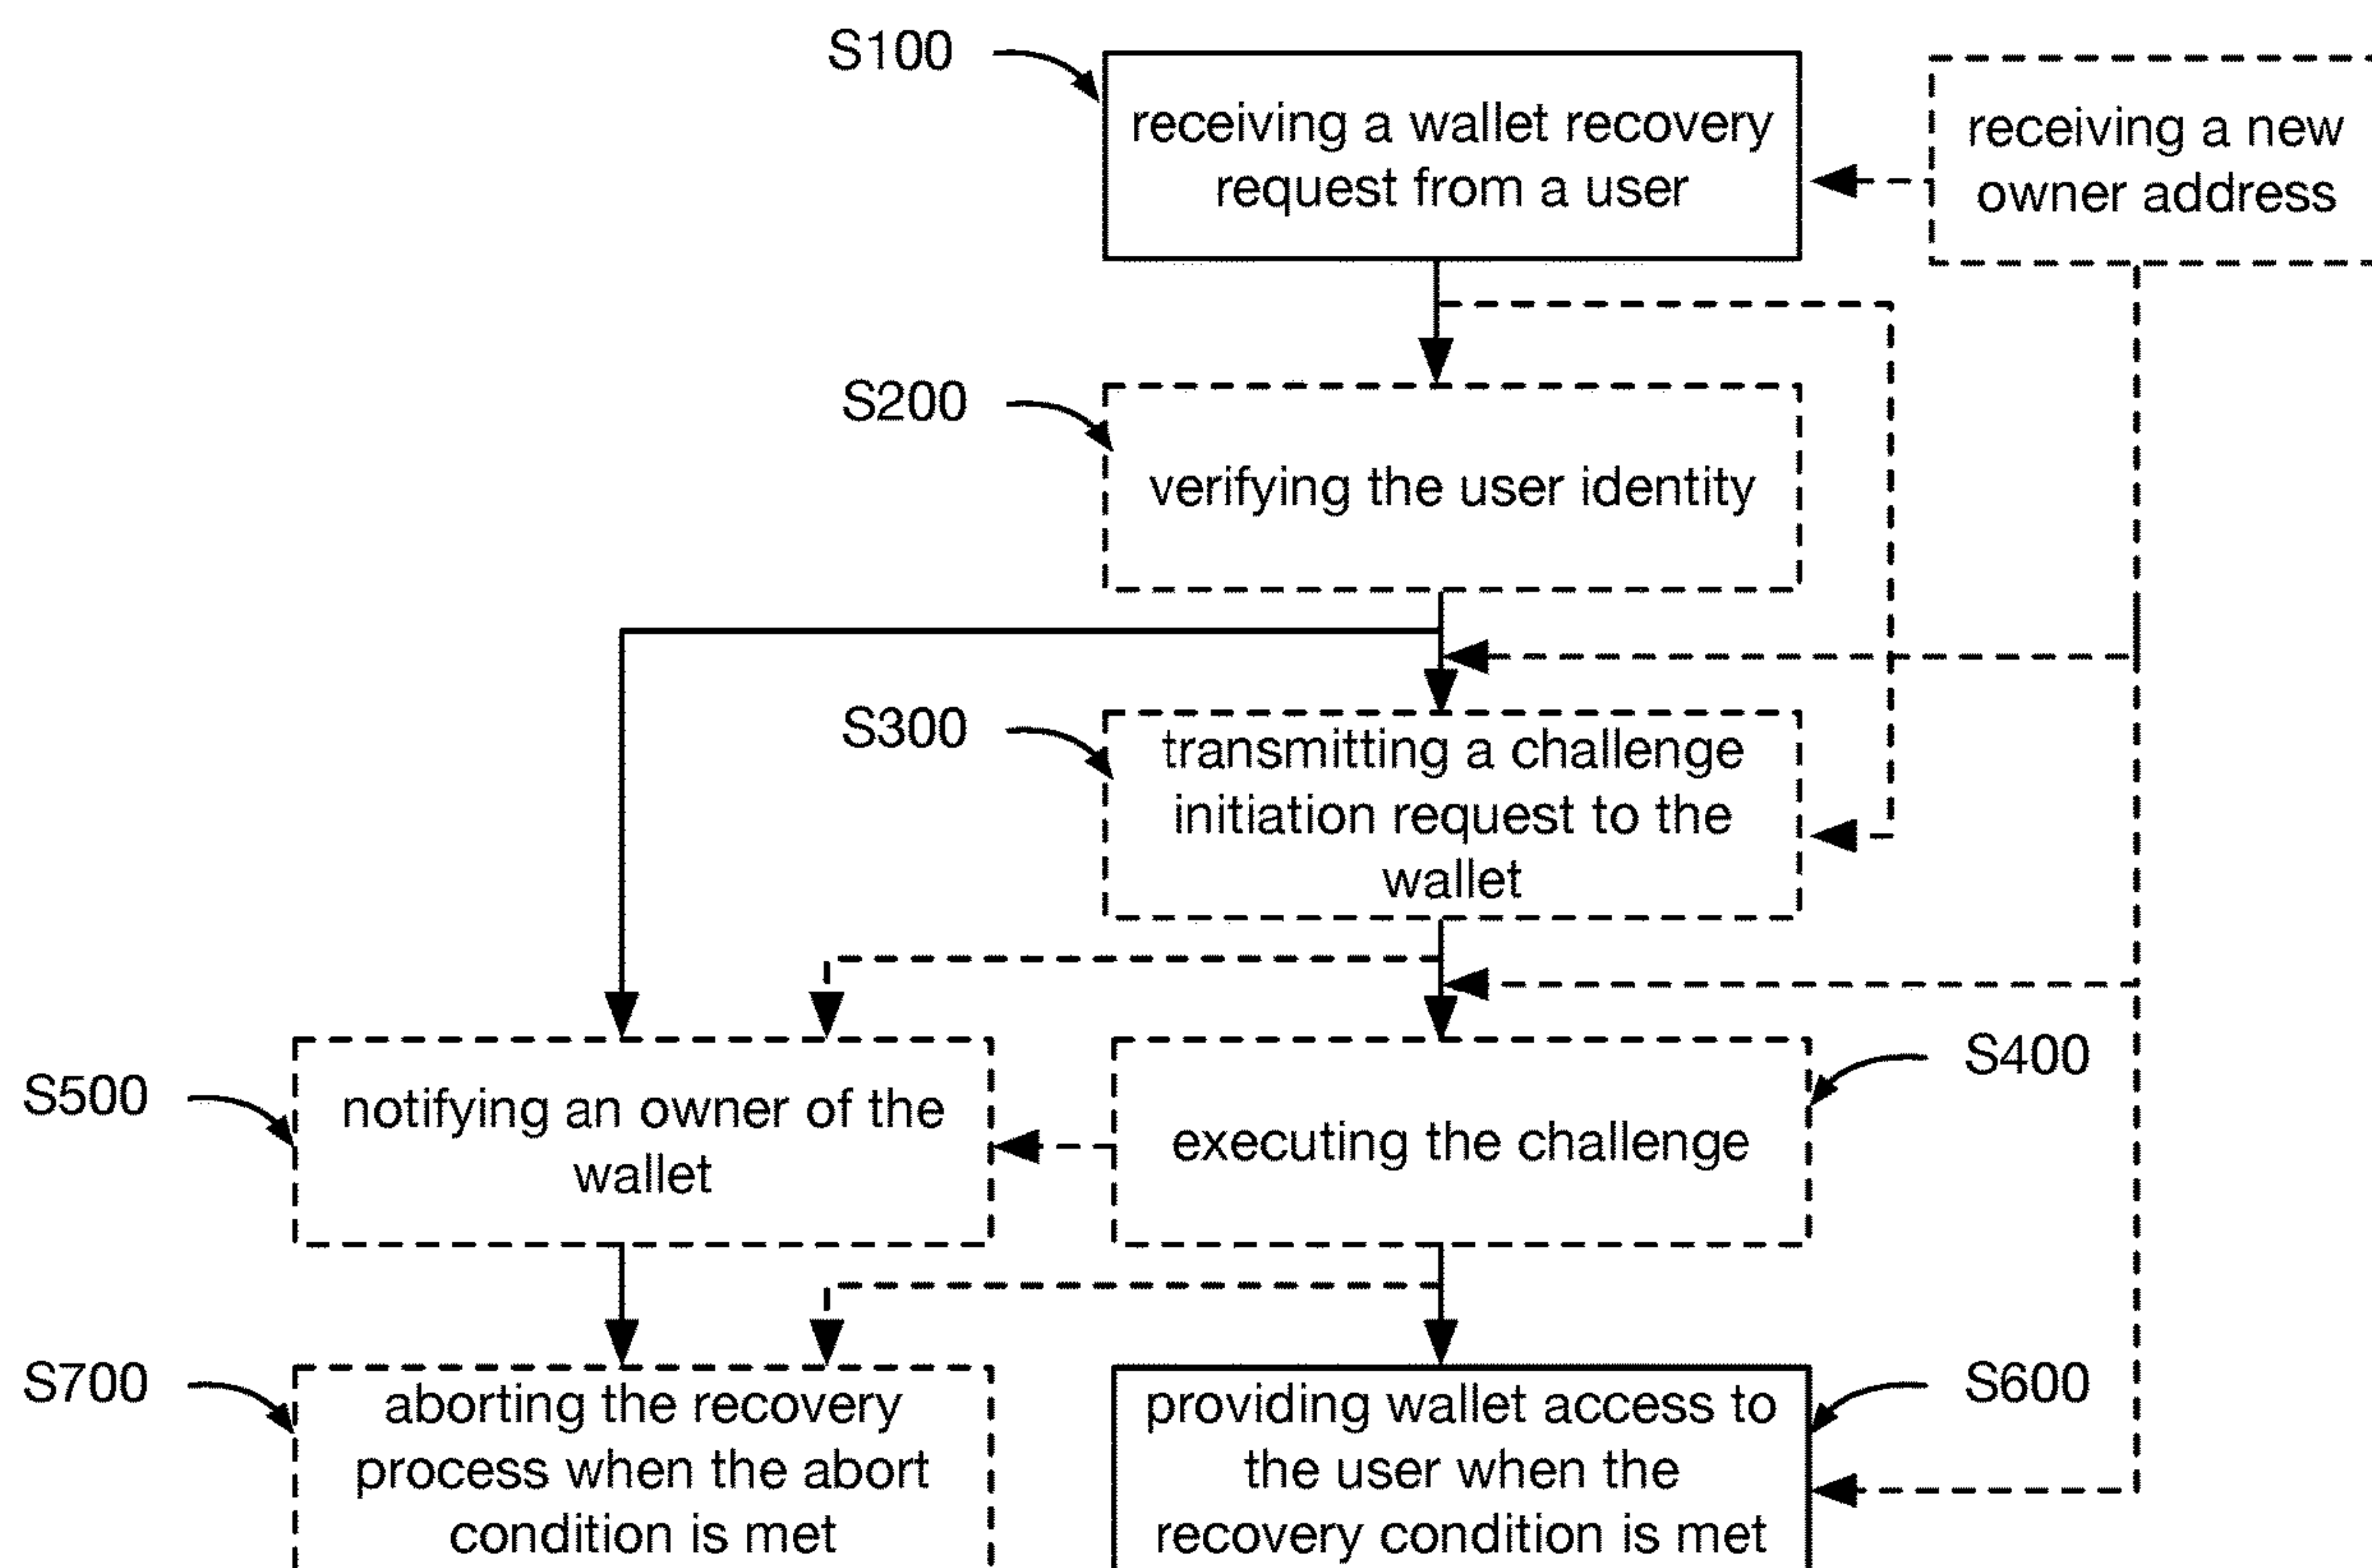 S100
receiving a wallet recovery
request from a user
receiving a new
owner address
S200
verifying the user identity
S300
transmitting a challenge
initiation request to the
wallet
S500
notifying an owner of the
wallet
executing the challenge
S400
S700
aborting the recovery
process when the abort
condition is met
providing wallet access to
the user when the
recovery condition is met
S600